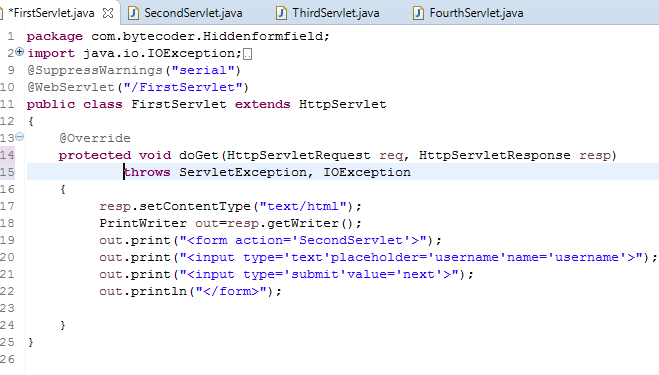 *FirstServlet.java SecondServlet.java ThirdServlet.java FourthServlet.java
1 package com.bytecoder.Hiddenformfield;
2 import java.io.IOException;
9 @SuppressWarnings("serial")
10 @WebServlet("/FirstServlet")
11 public class FirstServlet extends HttpServlet
12 {
13 @Override
14 protected void doGet(HttpServletRequest req, HttpServletResponse resp)
15 throws ServletException, IOException
16 {
17 resp.setContentType("text/html");
18 PrintWriter out=resp.getWriter();
19 out.print("<form action='SecondServlet'>");
20 out.print("<input type='text'placeholder='username'name='username'>");
21 out.print("<input type='submit'value='next'>");
22 out.println("</form>");
23
24 }
25 }
26